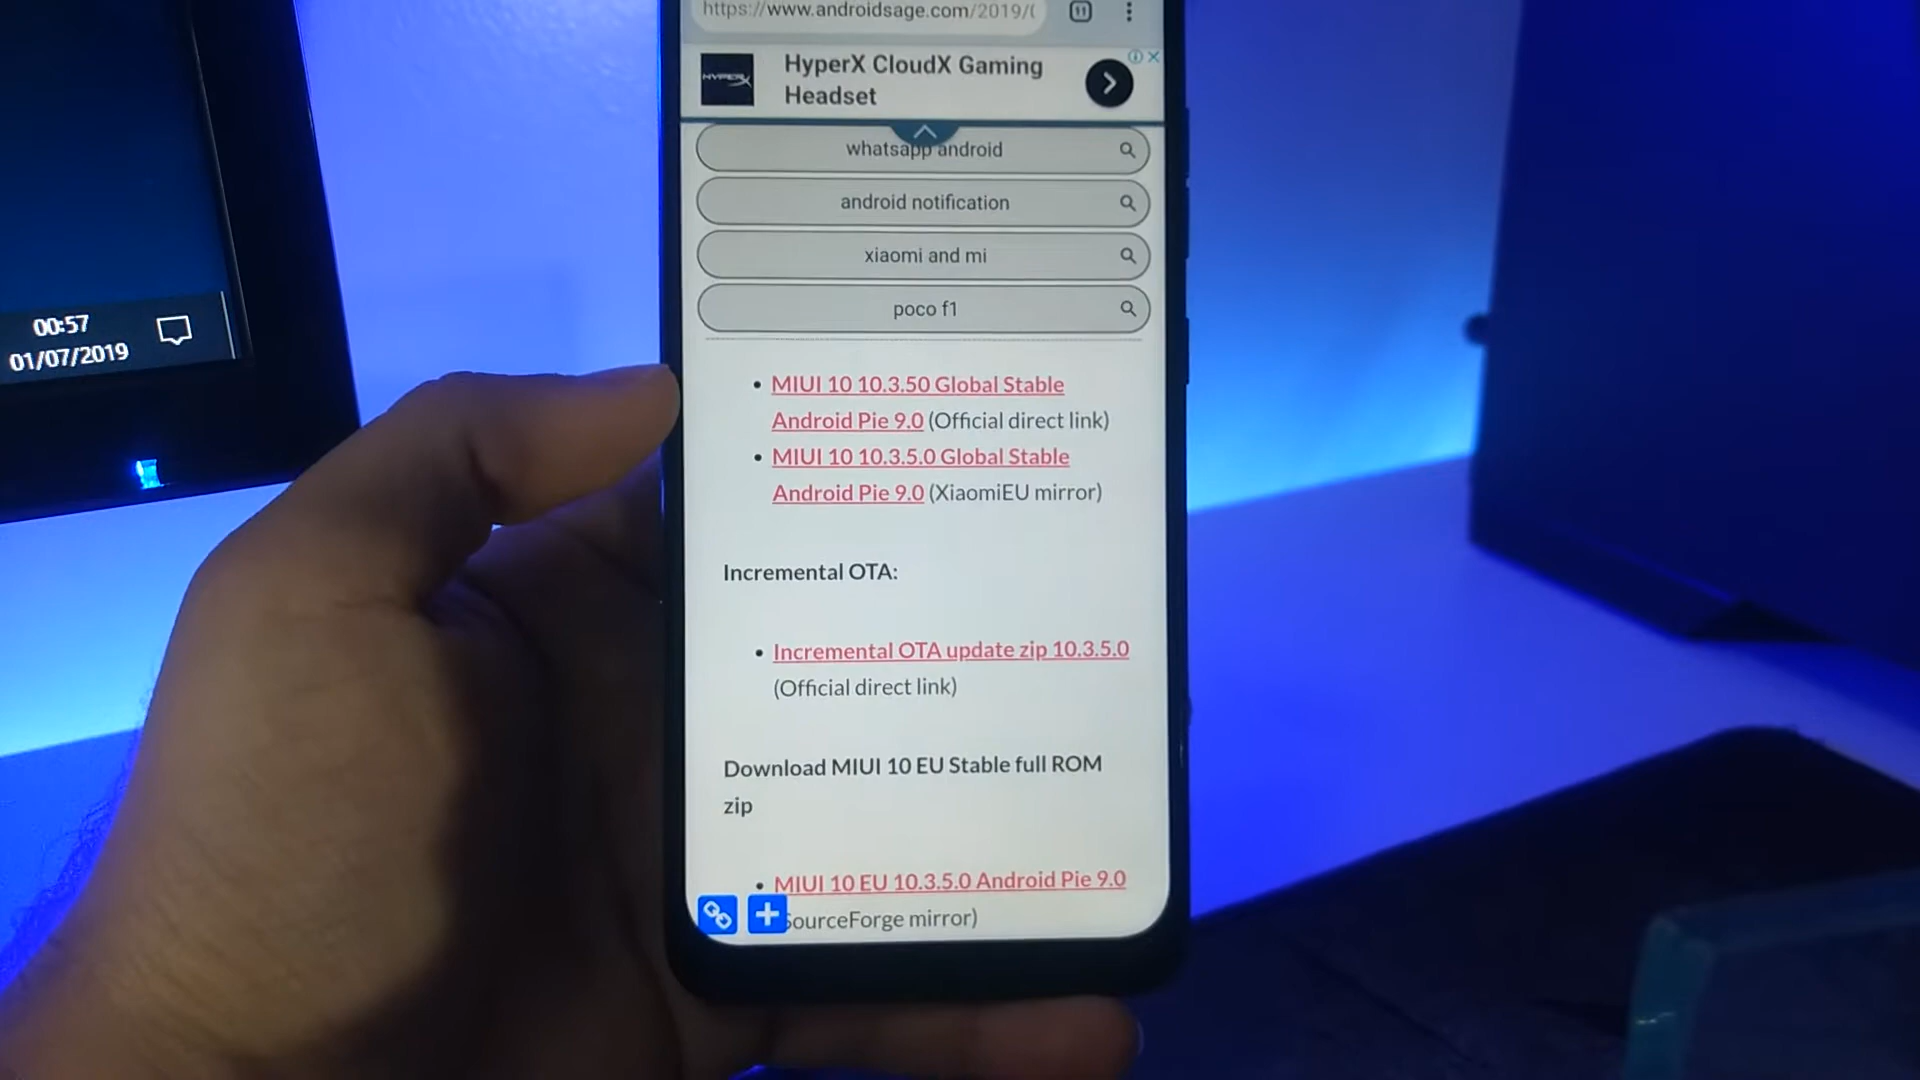 https://www.androidsage.com/2019/
11
HYPERX
HyperX CloudX Gaming
Headset
whatsapp android
android notification
xiaomi and mi
poco f1
MIUI 10 10.3.50 Global Stable
Android Pie 9.0 (Official direct link)
MIUI 10 10.3.5.0 Global Stable
Android Pie 9.0 (XiaomiEU mirror)
Incremental OTA:
Incremental OTA update zip 10.3.5.0
(Official direct link)
Download MIUI 10 EU Stable full ROM
zip
MIUI 10 EU 10.3.5.0 Android Pie 9.0
SourceForge mirror)
00:57
01/07/2019